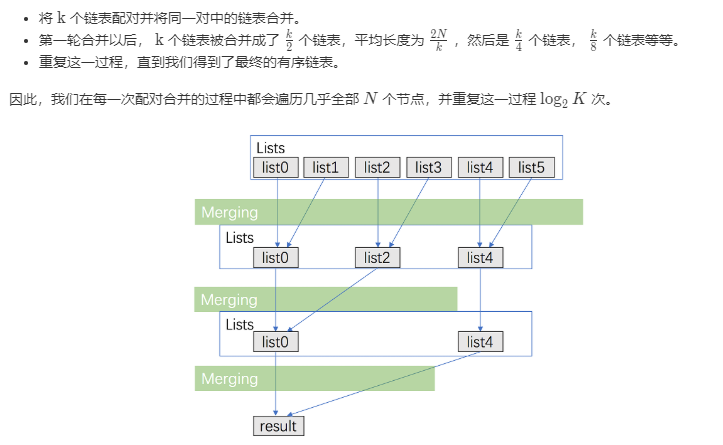 将 k 个链表配对并将同一对中的链表合并。
第一轮合并以后， k 个链表被合并成了 k/2 个链表，平均长度为 2N/k ，然后是 k/4 个链表， k/8 个链表等等。
重复这一过程，直到我们得到了最终的有序链表。
因此，我们在每一次配对合并的过程中都会遍历几乎全部 N 个节点，并重复这一过程 log₂ K 次。
Lists
list0 list1 list2 list3 list4 list5
Merging
Lists
list0 list2 list4
Merging
Lists
list0 list4
Merging
result